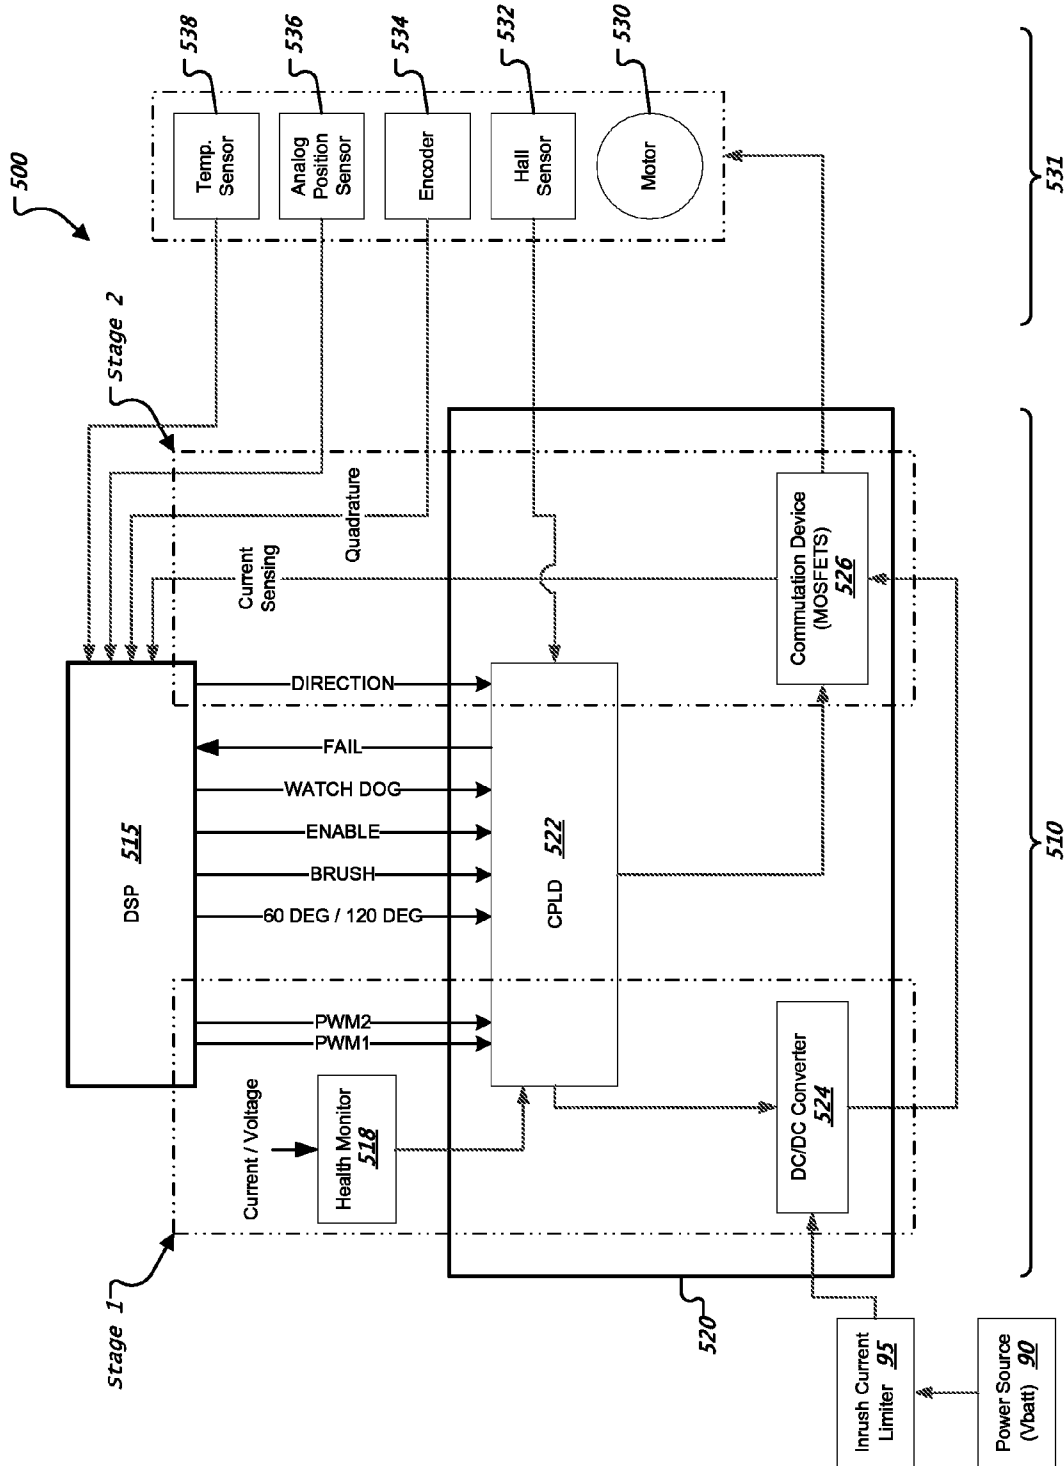 500
Stage 1
Stage 2
DSP
515
Current / Voltage
Health Monitor
518
PWM1
PWM2
60 DEG / 120 DEG
BRUSH
ENABLE
WATCH DOG
FAIL
DIRECTION
Current
Sensing
Quadrature
CPLD
522
520
DC/DC Converter
524
Commutation Device
(MOSFETS)
526
Inrush Current
Limiter 95
Power Source
(Vbatt) 90
Temp.
Sensor
538
Analog
Position
Sensor
536
Encoder
534
Hall
Sensor
532
Motor
530
510
531